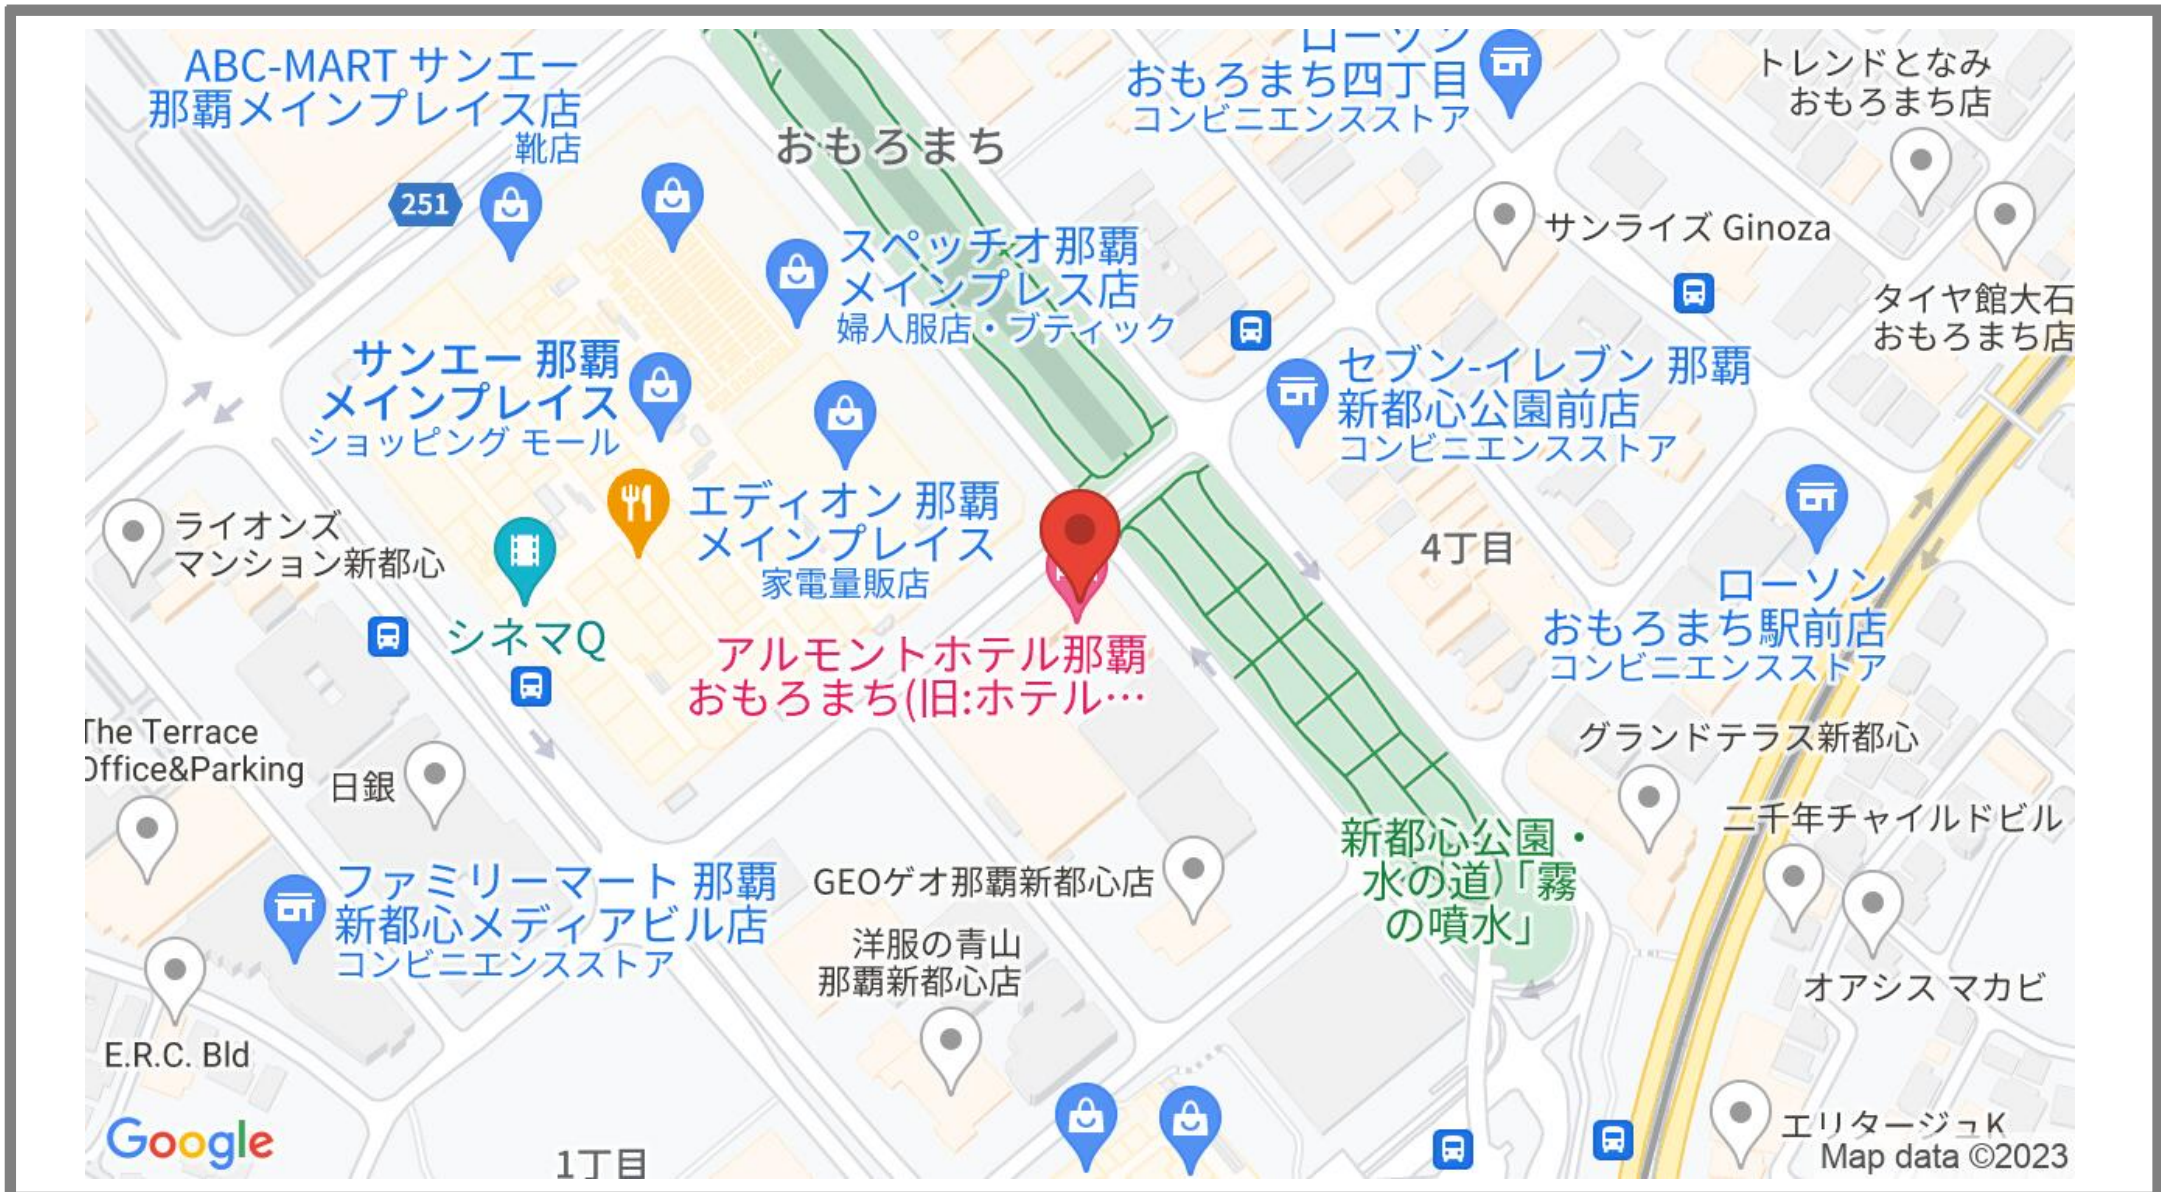 ABC-MART サンエー
那覇メインプレイス店
靴店
251
おもろまち
ローソン
おもろまち四丁目
コンビニエンスストア
トレンドとなみ
おもろまち店
サンライズ Ginoza
スペッチオ那覇
メインプレス店
婦人服店・ブティック
タイヤ館大石
おもろまち店
サンエー 那覇
メインプレイス
ショッピング モール
セブン-イレブン 那覇
新都心公園前店
コンビニエンスストア
エディオン 那覇
メインプレイス
家電量販店
ライオンズ
マンション新都心
4丁目
シネマQ
ローソン
おもろまち駅前店
コンビニエンスストア
アルモントホテル那覇
おもろまち(旧:ホテル…
The Terrace
Office&Parking
日銀
グランドテラス新都心
二千年チャイルドビル
新都心公園・
水の道)「霧
の噴水」
ファミリーマート 那覇
新都心メディアビル店
コンビニエンスストア
GEOゲオ那覇新都心店
洋服の青山
那覇新都心店
オアシス マカビ
E.R.C. Bld
エリタージュK
Google
1丁目
Map data ©2023